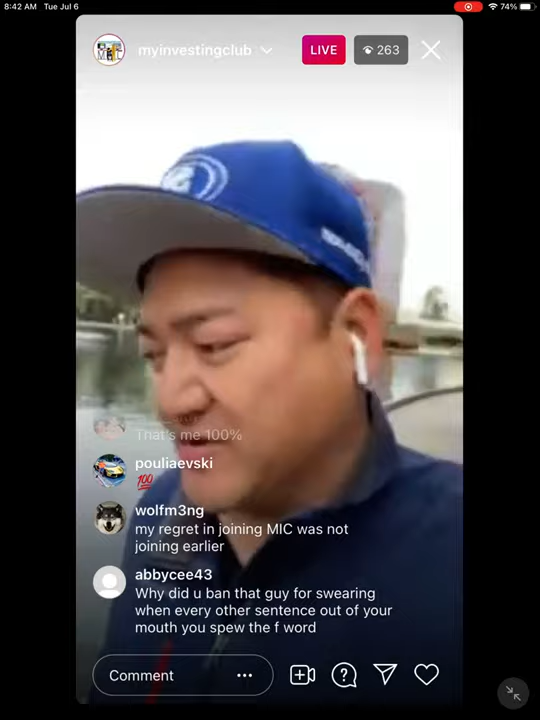 8:42 AM Tue Jul 6
74%
myinvestingclub
LIVE
263
That's me 100%
pouliaevski
💯
wolfm3ng
my regret in joining MIC was not
joining earlier
abbycee43
Why did u ban that guy for swearing
when every other sentence out of your
mouth you spew the f word
Comment